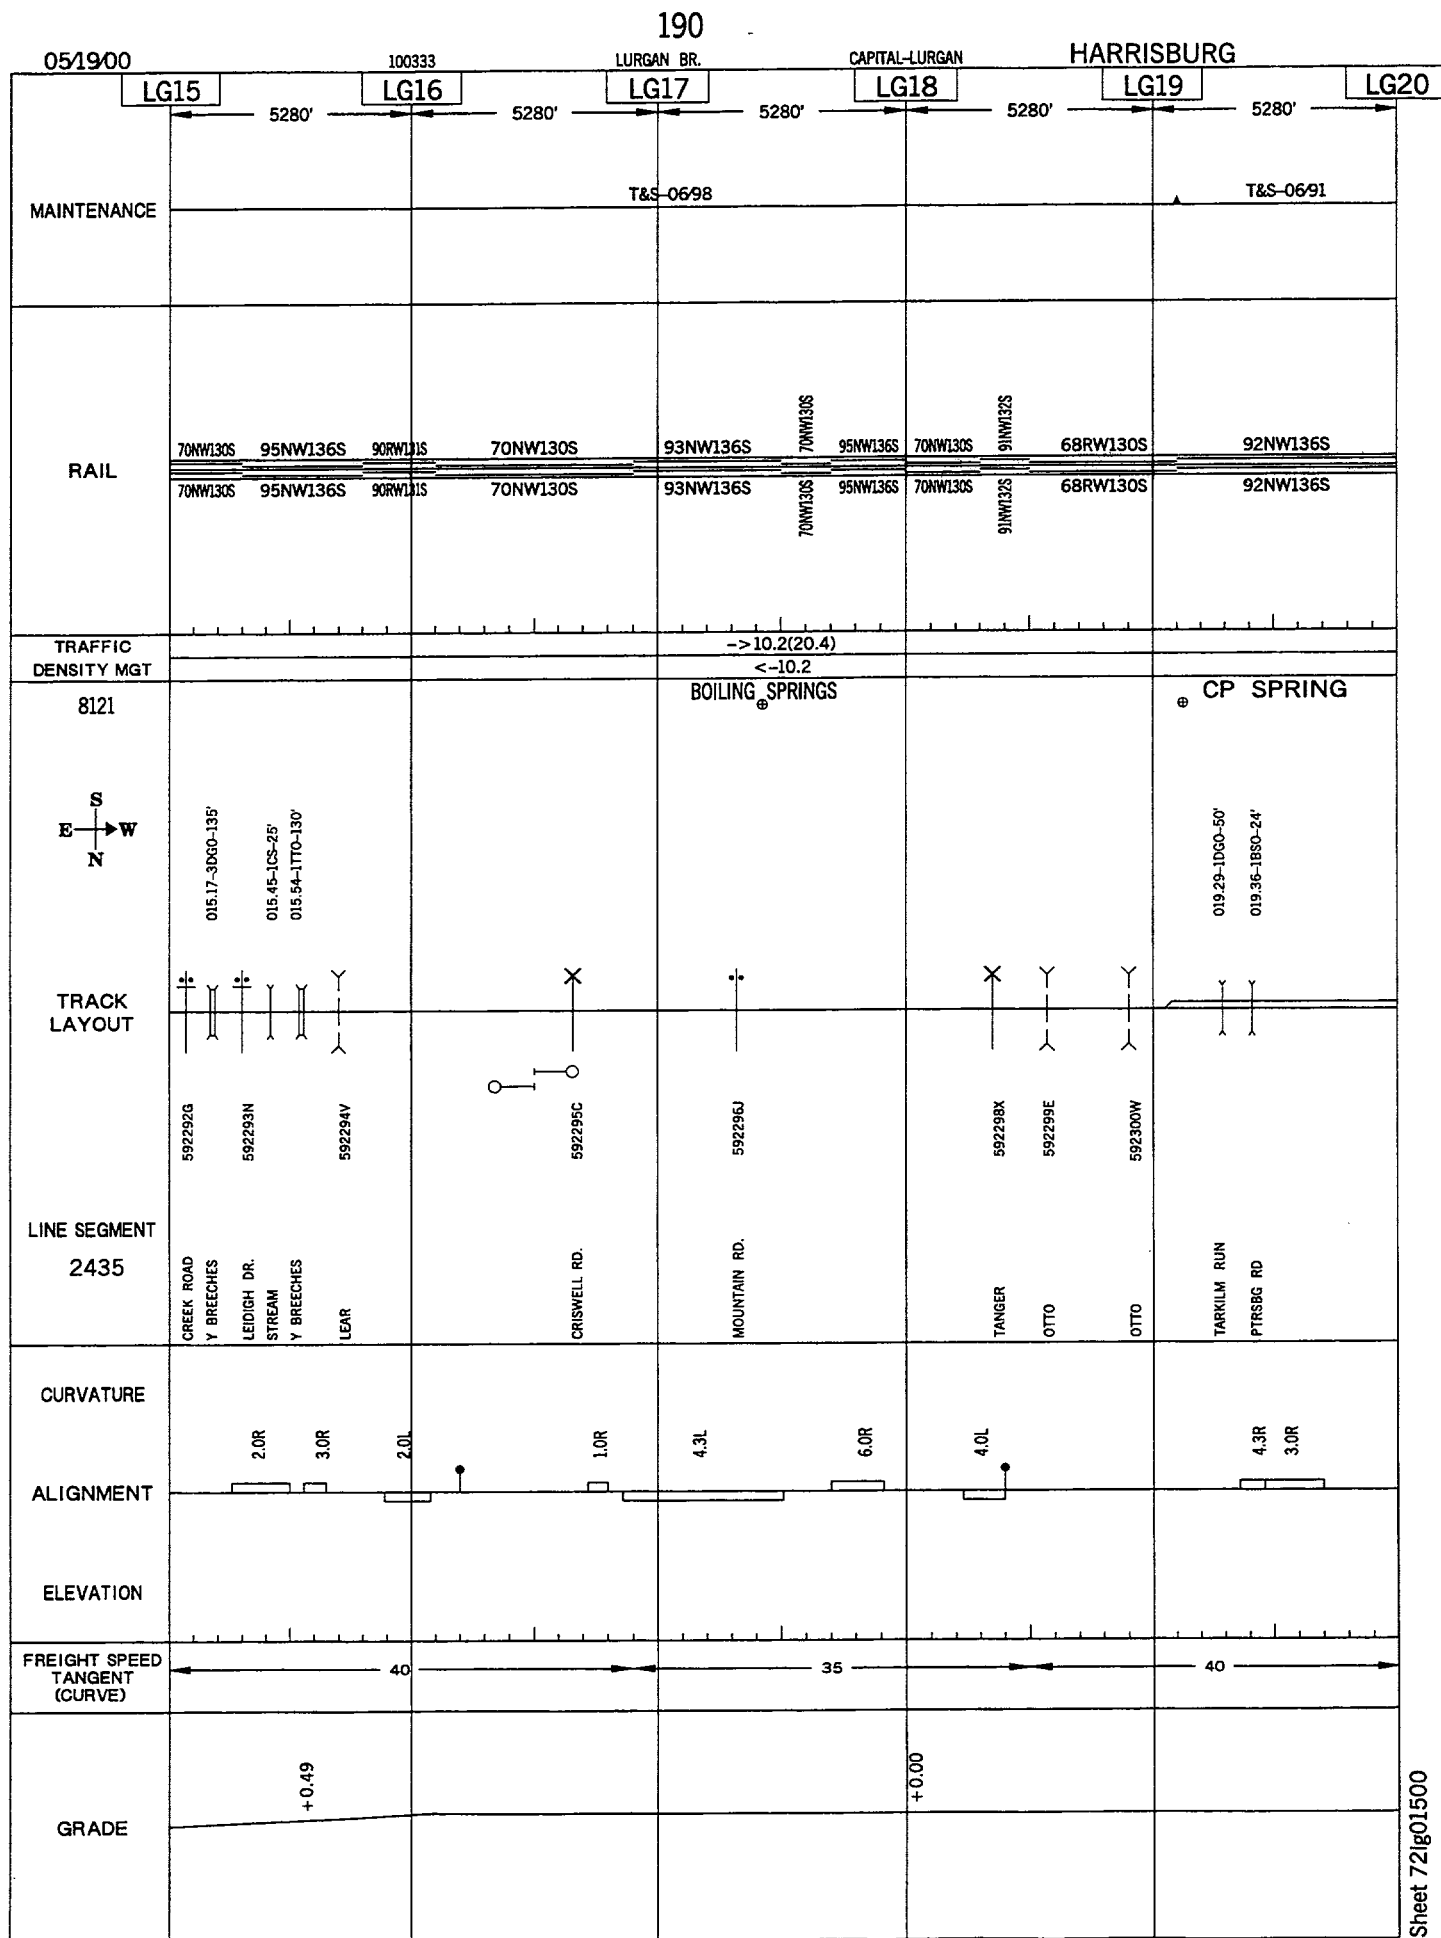 190
05/19/00 100333 LURGAN BR. CAPITAL-LURGAN HARRISBURG
LG15 LG16 LG17 LG18 LG19 LG20
5280' 5280' 5280' 5280' 5280'
T&S-06/98 T&S-06/91
MAINTENANCE
70NW130S 91NW132S
70NW130S 95NW136S 90RW131S 70NW130S 93NW136S 95NW136S 70NW130S 68RW130S 92NW136S
RAIL
70NW130S 95NW136S 90RW131S 70NW130S 93NW136S 95NW136S 70NW130S 68RW130S 92NW136S
70NW130S 91NW132S
TRAFFIC
->10.2(20.4)
DENSITY MGT
<-10.2
BOILING SPRINGS CP SPRING
8121
S
E W
N
015.17-3DGO-135' 015.45-1CS-25' 015.54-1TTO-130' 019.29-1DGO-50' 019.36-1BSO-24'
TRACK
LAYOUT
592292G 592293N 592294V 592295C 592296J 592298X 592299E 592300W
LINE SEGMENT
2435
CREEK ROAD
Y BREECHES
LEIDIGH DR.
STREAM
Y BREECHES
LEAR
CRISWELL RD.
MOUNTAIN RD.
TANGER
OTTO
OTTO
TARKILM RUN
PTRSBG RD
CURVATURE
2.0R 3.0R 2.0L 1.0R 4.3L 6.0R 4.0L 4.3R 3.0R
ALIGNMENT
ELEVATION
FREIGHT SPEED
TANGENT
(CURVE)
40 35 40
+0.49 +0.00
GRADE
Sheet 72lg01500